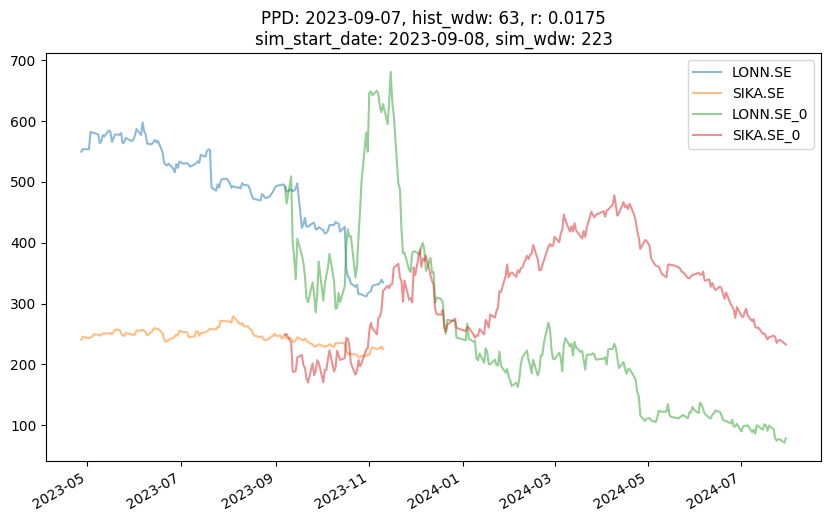 PPD: 2023-09-07, hist_wdw: 63, r: 0.0175
sim_start_date: 2023-09-08, sim_wdw: 223
LONN.SE
SIKA.SE
LONN.SE_0
SIKA.SE_0
700
600
500
400
300
200
100
2023-05
2023-07
2023-09
2023-11
2024-01
2024-03
2024-05
2024-07